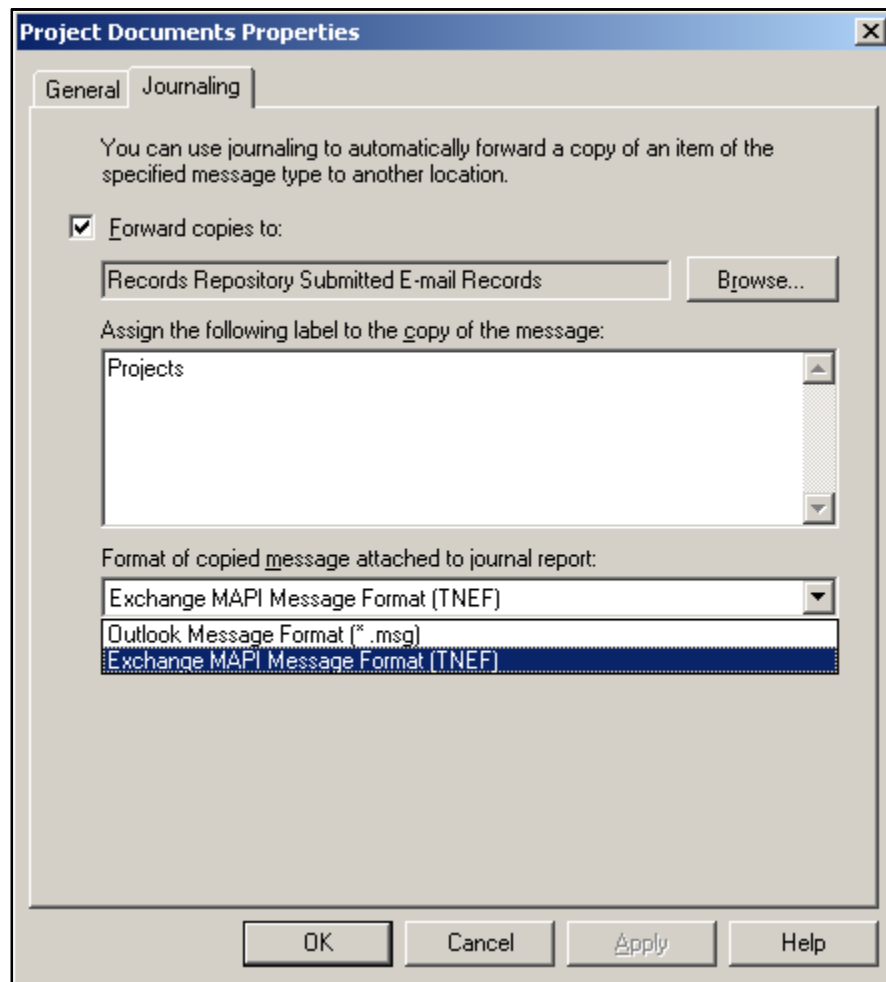 Project Documents Properties
General
Journaling
You can use journaling to automatically forward a copy of an item of the
specified message type to another location.
Forward copies to:
Records Repository Submitted E-mail Records
Browse...
Assign the following label to the copy of the message:
Projects
Format of copied message attached to journal report:
Exchange MAPI Message Format (TNEF)
Outlook Message Format (* .msg)
Exchange MAPI Message Format (TNEF)
OK
Cancel
Apply
Help